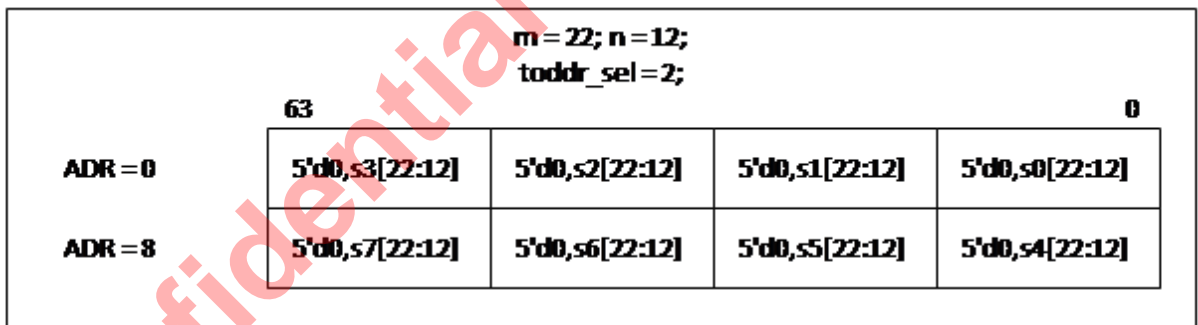 m = 22; n = 12;
toddr_sel = 2;
63 0
ADR = 0 5'd0,s3[22:12] 5'd0,s2[22:12] 5'd0,s1[22:12] 5'd0,s0[22:12]
ADR = 8 5'd0,s7[22:12] 5'd0,s6[22:12] 5'd0,s5[22:12] 5'd0,s4[22:12]
fidential